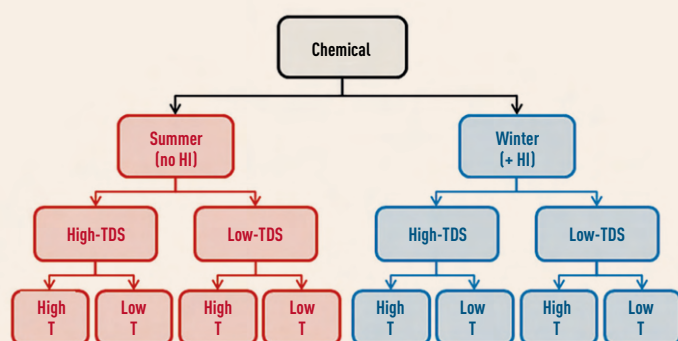 Chemical
Summer
(no HI)
Winter
(+ HI)
High-TDS
Low-TDS
High-TDS
Low-TDS
High
T
Low
T
High
T
Low
T
High
T
Low
T
High
T
Low
T